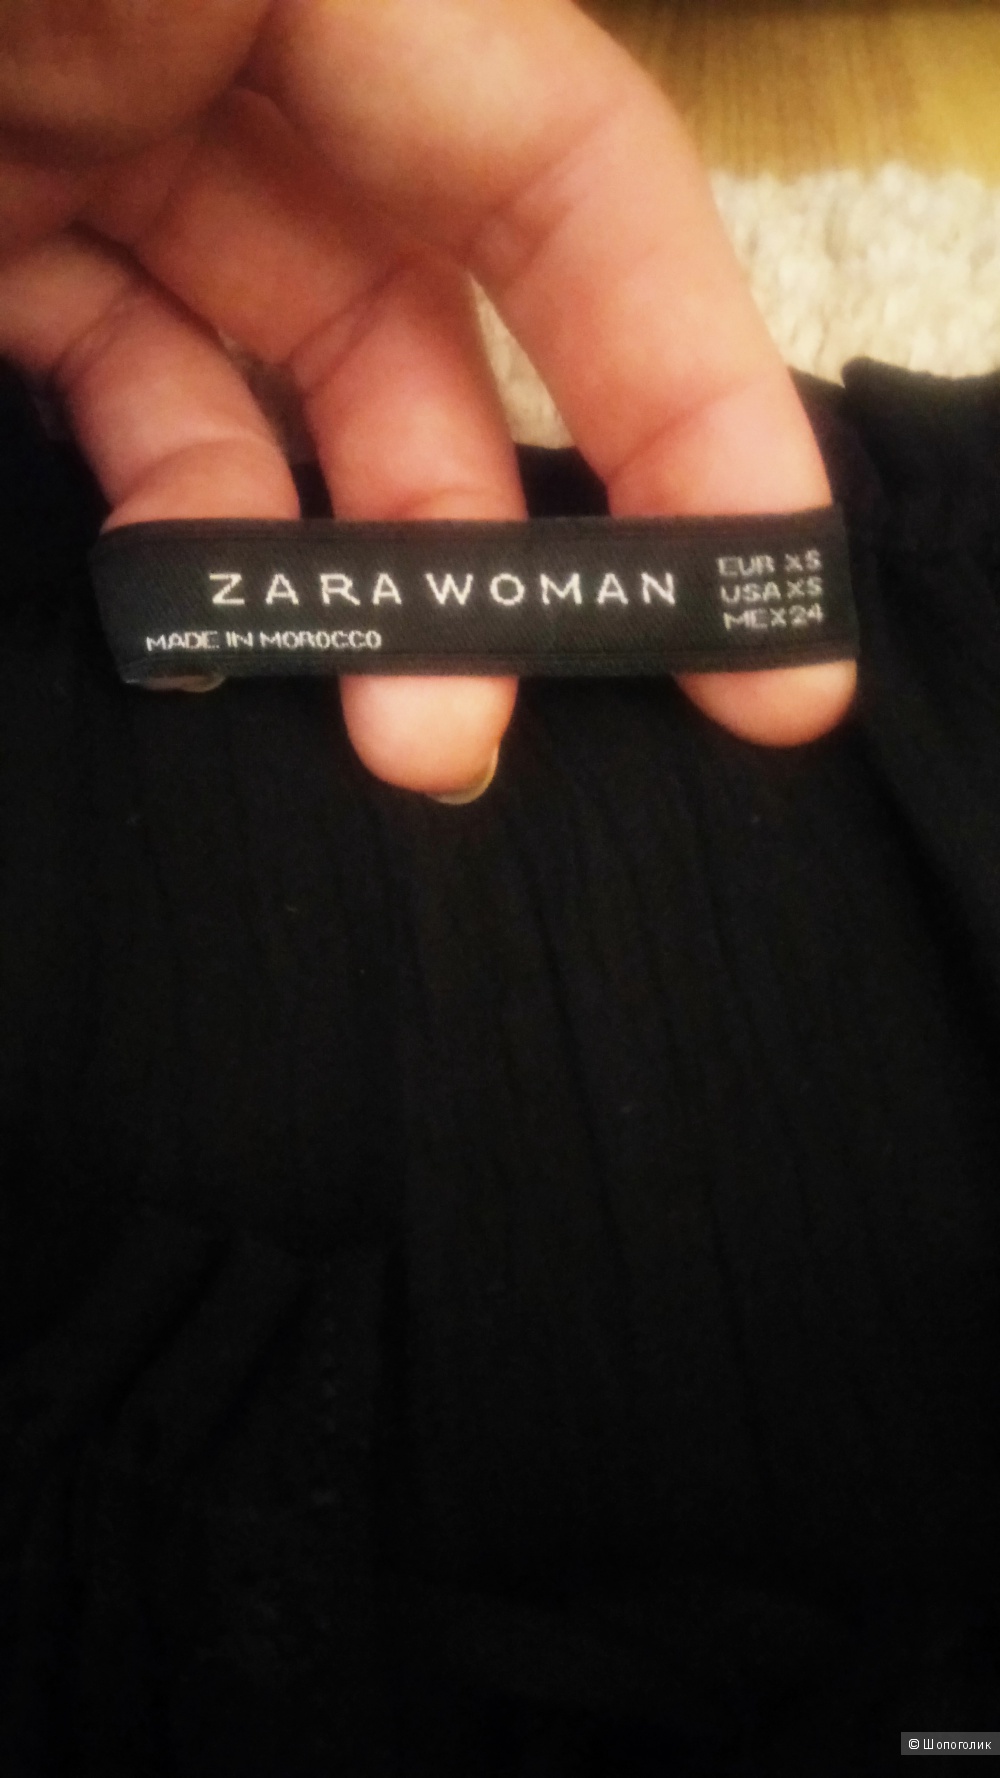 ZARA WOMAN
MADE IN MOROCCO
EUR XS
USA XS
MEX 24
© Шопоголик